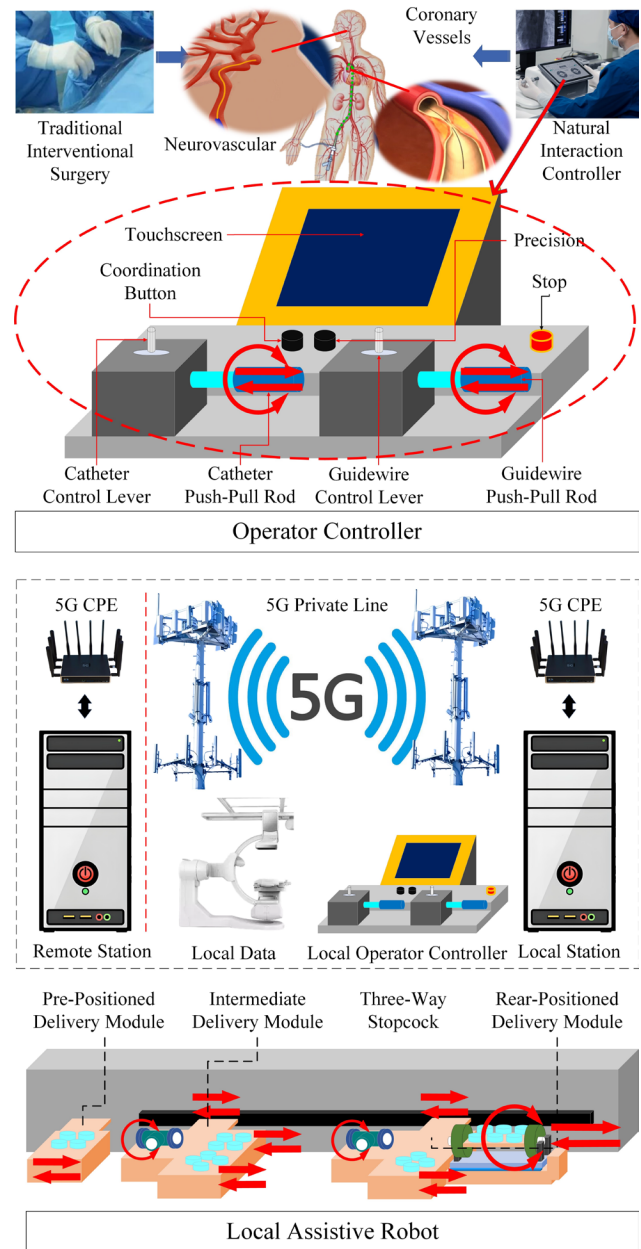 Coronary
Vessels
Traditional
Interventional
Surgery
Neurovascular
Natural
Interaction
Controller
Touchscreen
Precision
Coordination
Button
Stop
Catheter
Control Lever
Catheter
Push-Pull Rod
Guidewire
Control Lever
Guidewire
Push-Pull Rod
Operator Controller
5G CPE
5G Private Line
5G CPE
5G
Remote Station
Local Data
Local Operator Controller
Local Station
Pre-Positioned
Delivery Module
Intermediate
Delivery Module
Three-Way
Stopcock
Rear-Positioned
Delivery Module
Local Assistive Robot